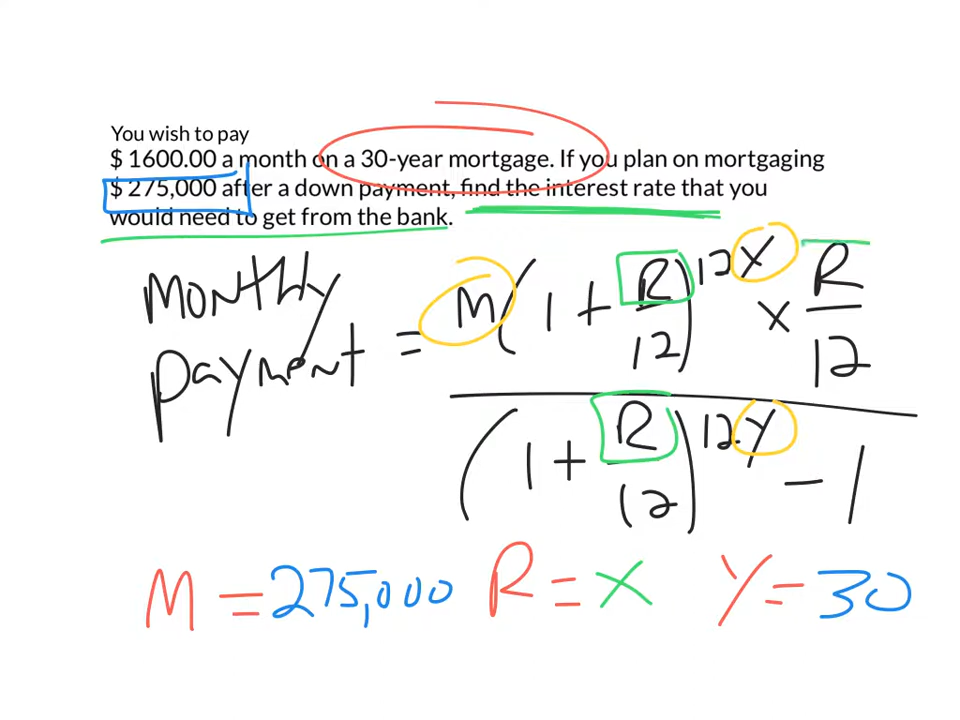 You wish to pay
$ 1600.00 a month on a 30-year mortgage. If you plan on mortgaging
$ 275,000 after a down payment, find the interest rate that you
would need to get from the bank.
Monthly payment = M(1 + R/12)^12Y x R/12
(1 + R/12)^12Y - 1
M = 275,000 R = X Y = 30